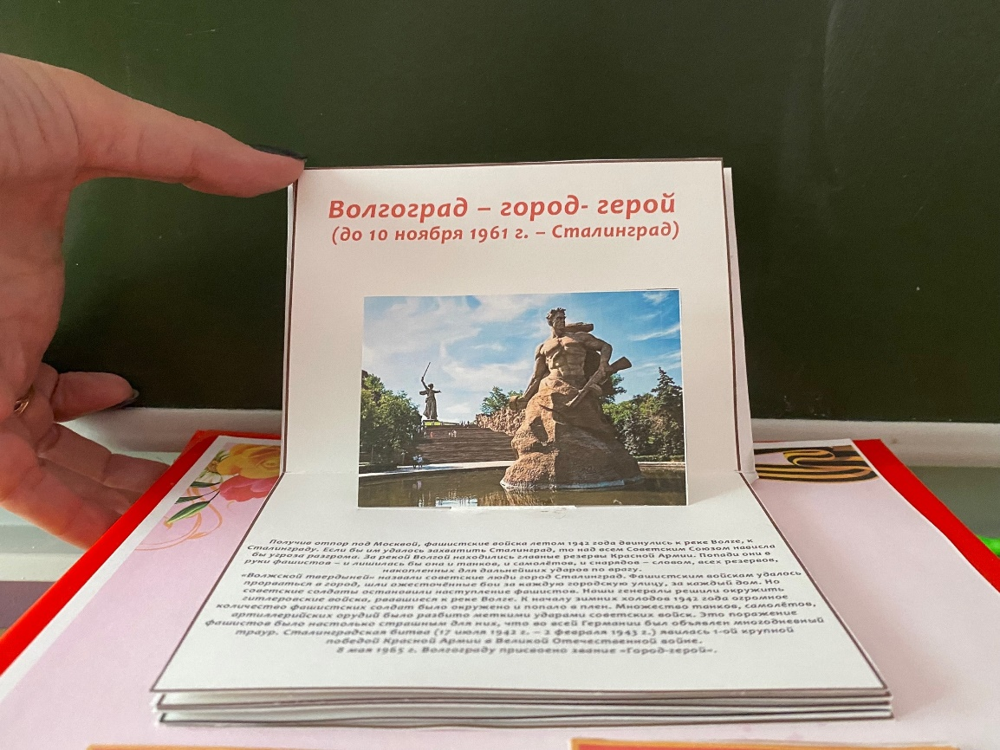 Волгоград – город- герой
(до 10 ноября 1961 г. – Сталинград)
Получив отпор под Москвой, фашистские войска летом 1942 года двинулись к реке Волге, к
Сталинграду. Если бы им удалось захватить Сталинград, то над всем Советским Союзом нависла
бы угроза разгрома. За рекой Волгой находились главные резервы Красной Армии. Попади они в
руки фашистов – и лишилась бы она и танков, и самолётов, и снарядов – словом, всех резервов,
накопленных для дальнейших ударов по врагу.
«Волжской твердыней» назвали советские люди город Сталинград. Фашистским войскам удалось
прорваться в город, шли ожесточённые бои за каждую городскую улицу, за каждый дом. Но
советские солдаты остановили наступление фашистов. Наши генералы решили окружить
гитлеровские войска, рвавшиеся к реке Волге. К началу зимних холодов 1942 года огромное
количество фашистских солдат было окружено и попало в плен. Множество танков, самолётов,
артиллерийских орудий было разбито меткими ударами советских войск. Это поражение
фашистов было настолько страшным для них, что во всей Германии был объявлен многодневный
траур. Сталинградская битва (17 июля 1942 г. – 2 февраля 1943 г.) явилась 1-ой крупной
победой Красной Армии в Великой Отечественной войне.
8 мая 1965 г. Волгограду присвоено звание «Город-герой».